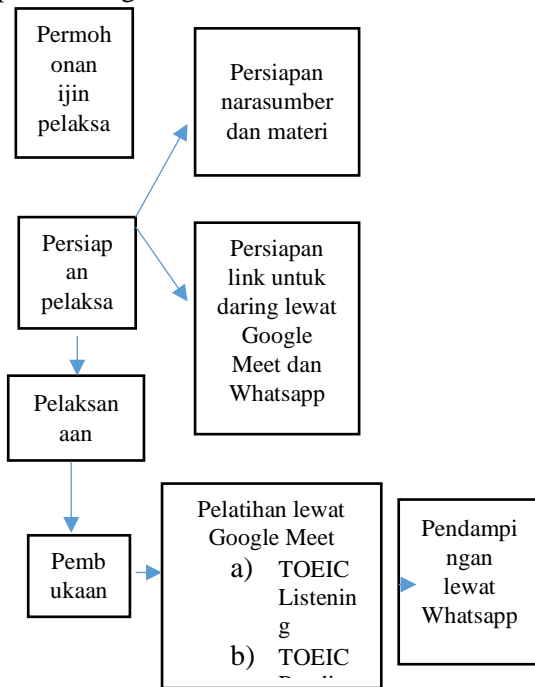 Permoh
onan
ijin
pelaksa
Persiapan
narasumber
dan materi
Persiap
an
pelaksa
Persiapan
link untuk
daring lewat
Google
Meet dan
Whatsapp
Pelaksan
aan
Pemb
ukaan
Pelatihan lewat
Google Meet
a) TOEIC
Listenin
g
b) TOEIC
Pendampi
ngan
lewat
Whatsapp